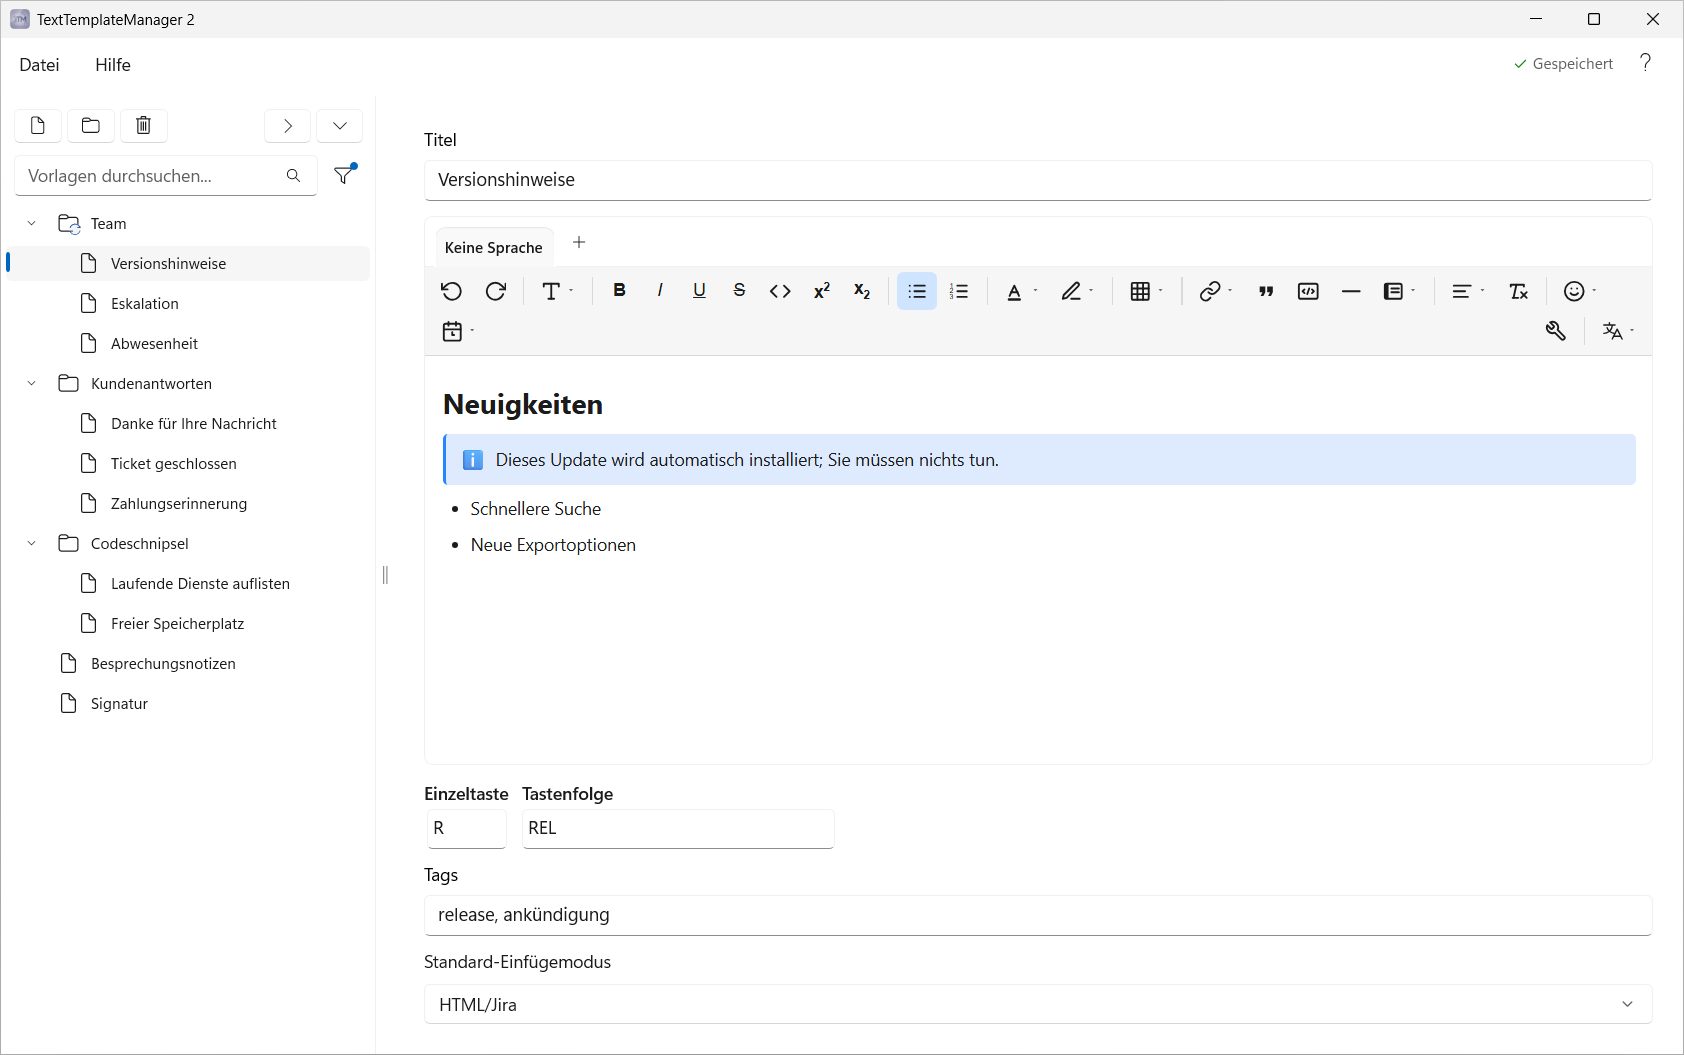 TextTemplateManager 2
Datei Hilfe
Gespeichert ?
Vorlagen durchsuchen...
Team
Versionshinweise
Eskalation
Abwesenheit
Kundenantworten
Danke für Ihre Nachricht
Ticket geschlossen
Zahlungserinnerung
Codeschnipsel
Laufende Dienste auflisten
Freier Speicherplatz
Besprechungsnotizen
Signatur
Titel
Versionshinweise
Keine Sprache +
Neuigkeiten
Dieses Update wird automatisch installiert; Sie müssen nichts tun.
• Schnellere Suche
• Neue Exportoptionen
Einzeltaste Tastenfolge
R REL
Tags
release, ankündigung
Standard-Einfügemodus
HTML/Jira